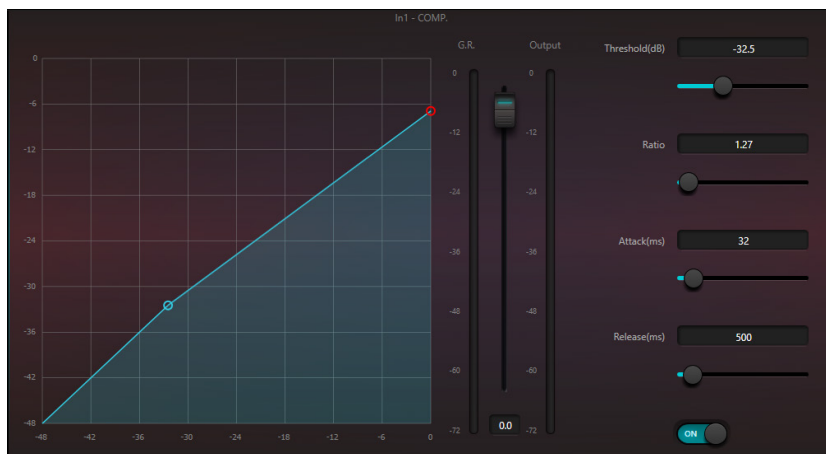 In1 - COMP.
G.R.
Output
0
-6
-12
-18
-24
-30
-36
-42
-48
-48 -42 -36 -30 -24 -18 -12 -6 0
0
-12
-24
-36
-48
-60
-72
0.0
0
-12
-24
-36
-48
-60
-72
Threshold(dB) -32.5
Ratio 1.27
Attack(ms) 32
Release(ms) 500
ON